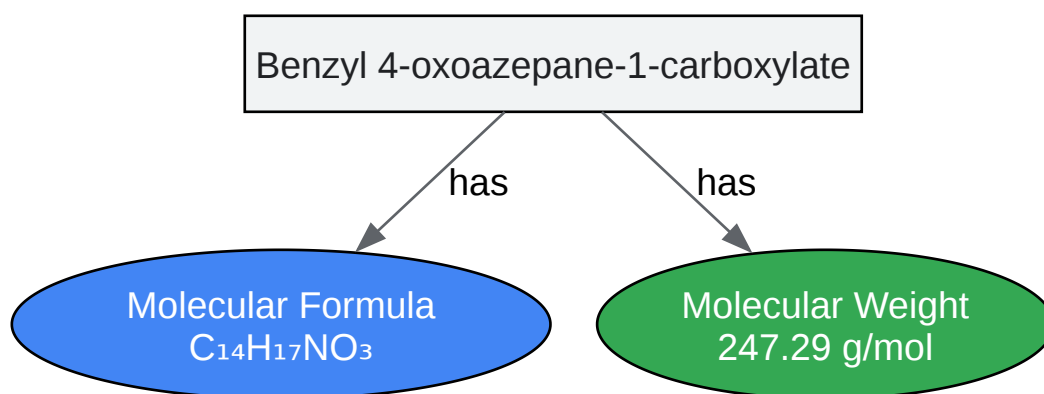 Benzyl 4-oxoazepane-1-carboxylate
has
has
Molecular Formula
C₁₄H₁₇NO₃
Molecular Weight
247.29 g/mol